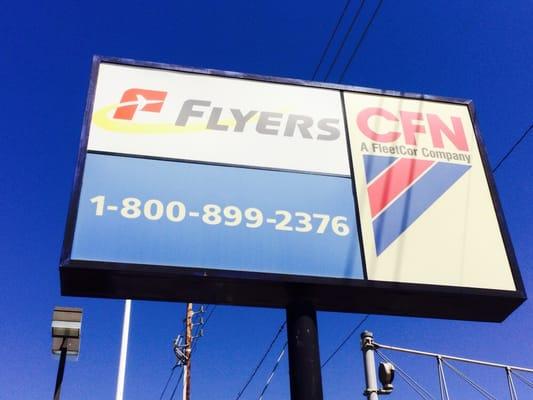 FLYERS
1-800-899-2376
CFN
A FleetCor Company